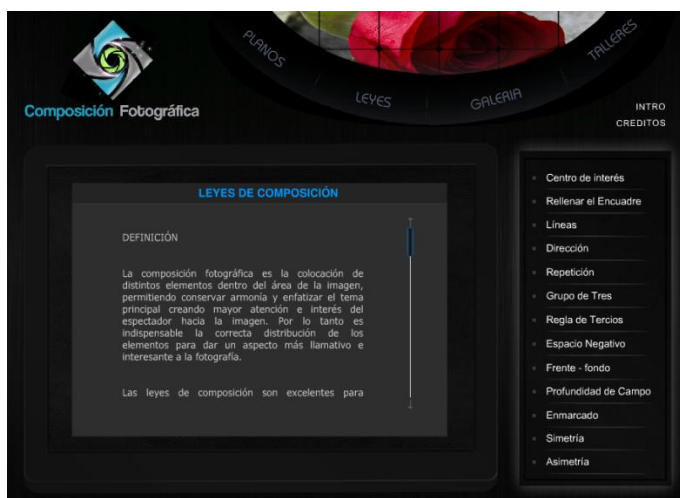 PLANOS
LEYES
GALERIA
TALLERES
Composición Fotográfica
INTRO
CREDITOS
LEYES DE COMPOSICIÓN
DEFINICIÓN
La composición fotográfica es la colocación de
distintos elementos dentro del área de la imagen,
permitiendo conservar armonía y enfatizar el tema
principal creando mayor atención e interés del
espectador hacia la imagen. Por lo tanto es
indispensable la correcta distribución de los
elementos para dar un aspecto más llamativo e
interesante a la fotografía.
Las leyes de composición son excelentes para
Centro de interés
Rellenar el Encuadre
Líneas
Dirección
Repetición
Grupo de Tres
Regla de Tercios
Espacio Negativo
Frente - fondo
Profundidad de Campo
Enmarcado
Simetría
Asimetría